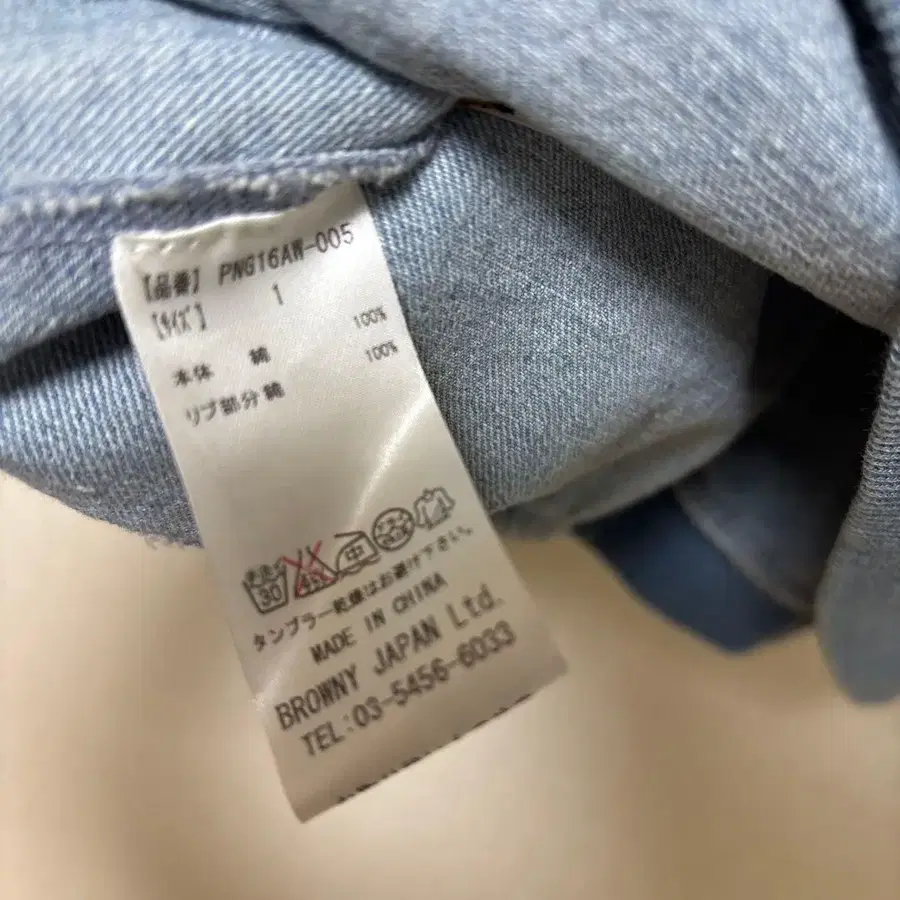 【品番】 PNG16AW-005
【サイズ】 1
本体 綿 100%
リブ部分綿 100%
30
タンブラー乾燥はお避け下さい。
MADE IN CHINA
BROWNY JAPAN Ltd.
TEL:03-5456-6033